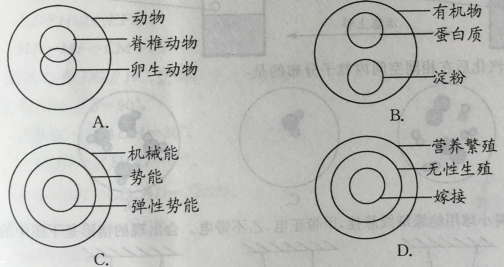 动物
脊椎动物
卵生动物
A.
有机物
蛋白质
淀粉
B.
机械能
势能
弹性势能
C.
营养繁殖
无性生殖
嫁接
D.